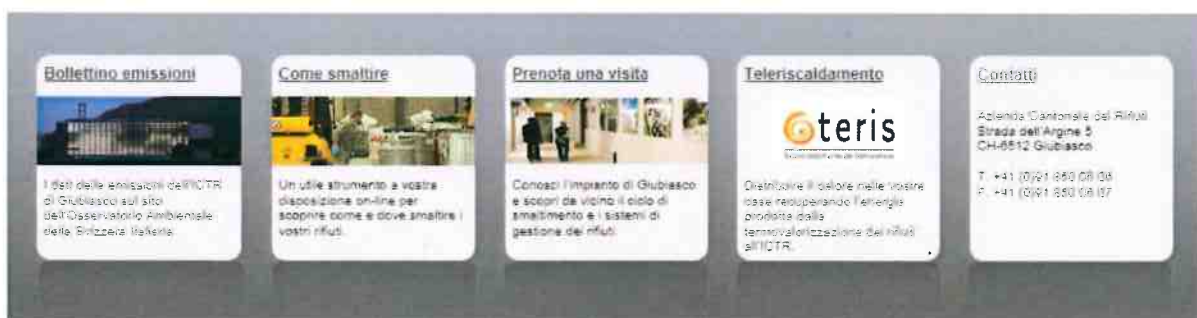 Bollettino emissioni
I dati delle emissioni dell'ICTR
di Giubiasco sul sito
dell'Osservatorio Ambientale
della Svizzera Italiana.
Come smaltire
Un utile strumento a vostra
disposizione on-line per
scoprire come e dove smaltire i
vostri rifiuti.
Prenota una visita
Conosci l'impianto di Giubiasco
e scopri da vicino il ciclo di
smaltimento e i sistemi di
gestione dei rifiuti.
Teleriscaldamento
teris
Distribuire il calore nelle vostre
case recuperando l'energia
prodotta dalla
termovalorizzazione dei rifiuti
all'ICTR.
Contatti
Azienda Cantonale dei Rifiuti
Strada dell'Argine 5
CH-6512 Giubiasco
T. +41 (0)91 850 06 06
F. +41 (0)91 850 06 07